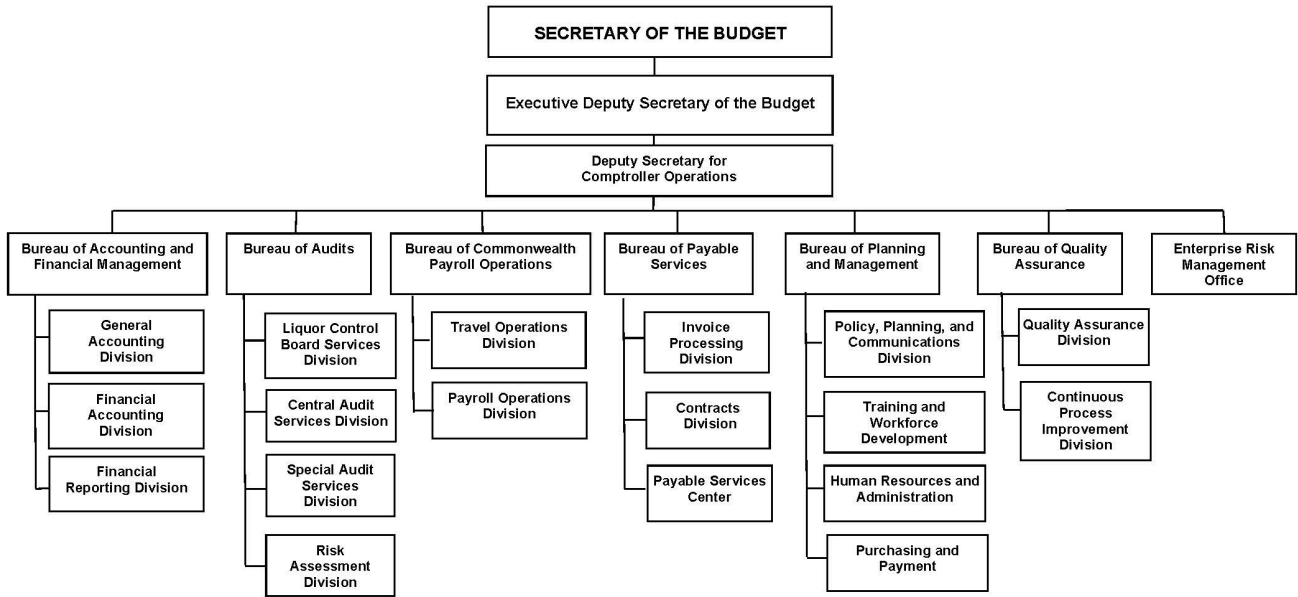 SECRETARY OF THE BUDGET
Executive Deputy Secretary of the Budget
Deputy Secretary for
Comptroller Operations
Bureau of Accounting and
Financial Management
General
Accounting
Division
Financial
Accounting
Division
Financial
Reporting Division
Bureau of Audits
Liquor Control
Board Services
Division
Central Audit
Services Division
Special Audit
Services
Division
Risk
Assessment
Division
Bureau of Commonwealth
Payroll Operations
Travel Operations
Division
Payroll Operations
Division
Bureau of Payable
Services
Invoice
Processing
Division
Contracts
Division
Payable Services
Center
Bureau of Planning
and Management
Policy, Planning, and
Communications
Division
Training and
Workforce
Development
Human Resources and
Administration
Purchasing and
Payment
Bureau of Quality
Assurance
Quality Assurance
Division
Continuous
Process
Improvement
Division
Enterprise Risk
Management
Office